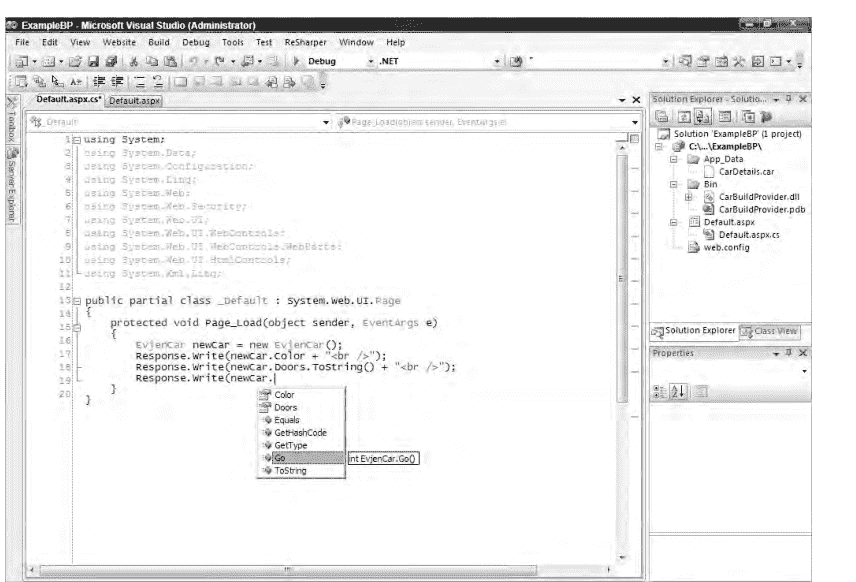 ExampleBP - Microsoft Visual Studio (Administrator)
File Edit View Website Build Debug Tools Test ReSharper Window Help
Debug .NET
Default.aspx.cs* Default.aspx
Solution Explorer - Solutio...
Toolbox
Server Explorer
_Default
Page_Load(object sender, EventArgs e)
1 using System;
2 using System.Data;
3 using System.Configuration;
4 using System.Linq;
5 using System.Web;
6 using System.Web.Security;
7 using System.Web.UI;
8 using System.Web.UI.WebControls;
9 using System.Web.UI.WebControls.WebParts;
10 using System.Web.UI.HtmlControls;
11 using System.Xml.Linq;
12
13 public partial class _Default : System.Web.UI.Page
14 {
15 protected void Page_Load(object sender, EventArgs e)
16 {
EvjenCar newCar = new EvjenCar();
17 Response.Write(newCar.Color + "<br />");
18 Response.Write(newCar.Doors.ToString() + "<br />");
19 Response.Write(newCar.
20 }
}
Color
Doors
Equals
GetHashCode
GetType
Go
ToString
int EvjenCar.Go()
Solution 'ExampleBP' (1 project)
C:\...\ExampleBP\
App_Data
CarDetails.car
Bin
CarBuildProvider.dll
CarBuildProvider.pdb
Default.aspx
Default.aspx.cs
web.config
Solution Explorer Class View
Properties